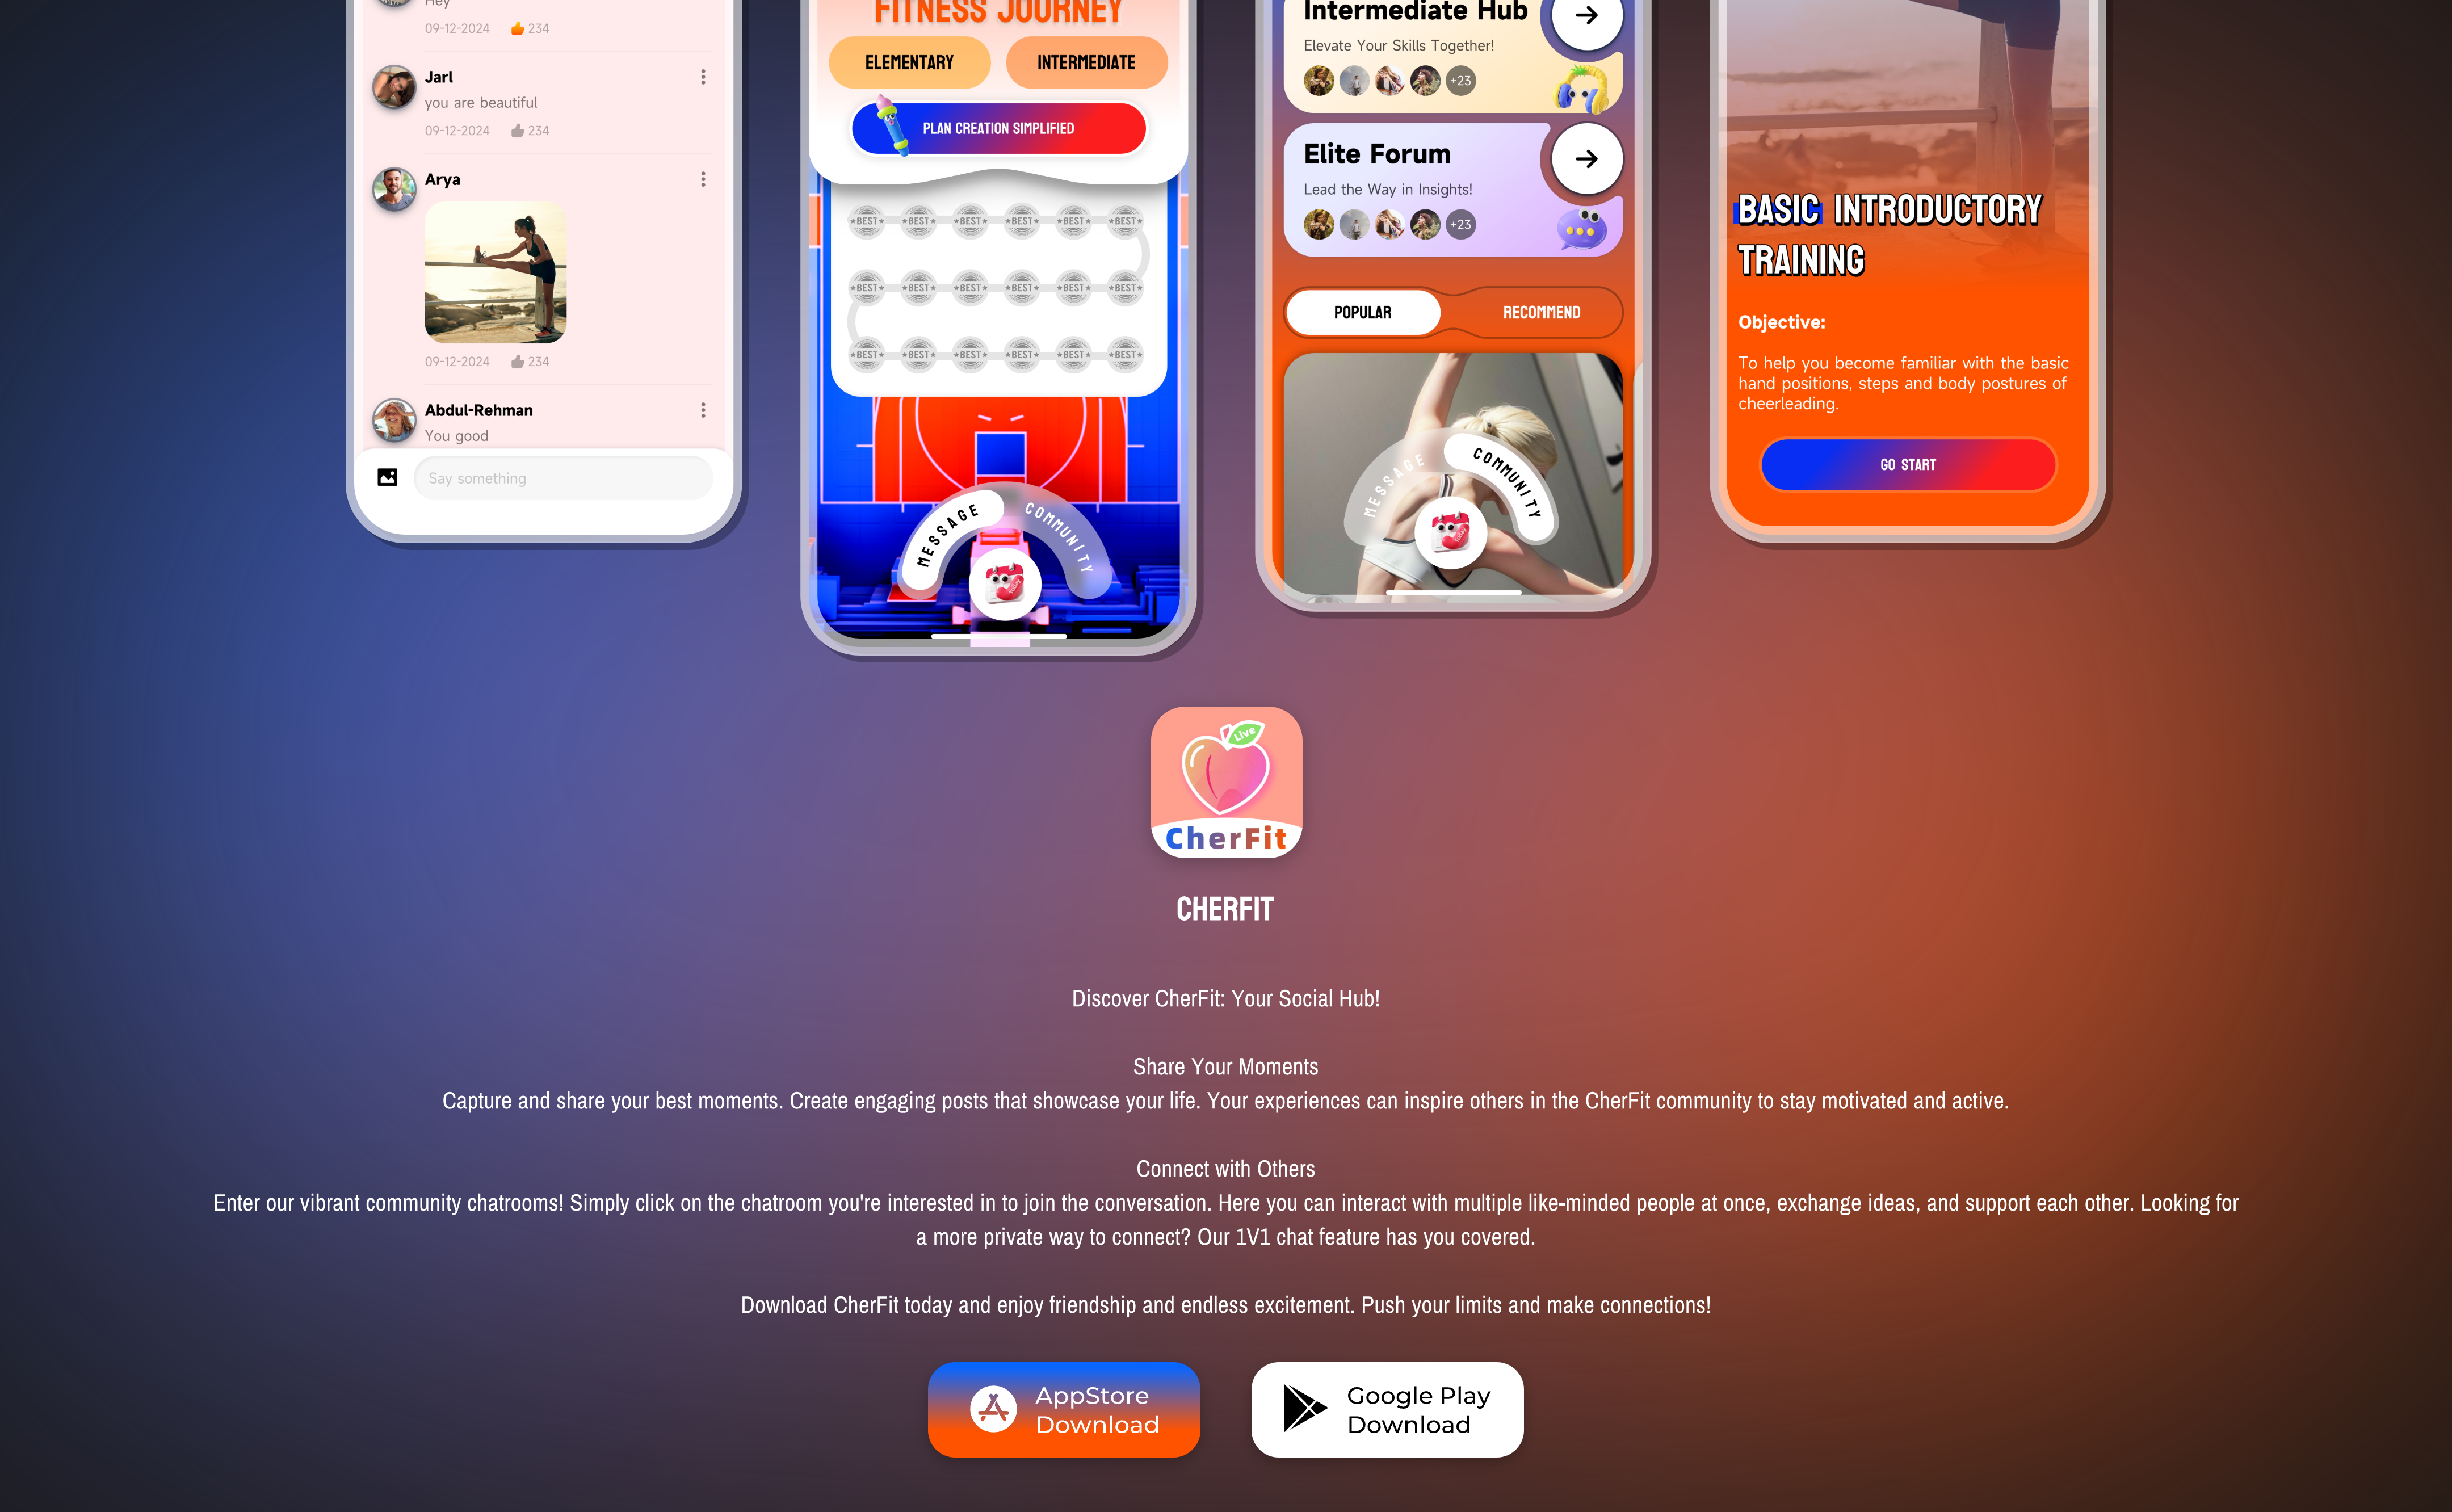 Hey
09-12-2024 234
Jarl
you are beautiful
09-12-2024 234
Arya
09-12-2024 234
Abdul-Rehman
You good
Say something
FITNESS JOURNEY
ELEMENTARY INTERMEDIATE
PLAN CREATION SIMPLIFIED
★BEST★ ★BEST★ ★BEST★ ★BEST★ ★BEST★ ★BEST★
★BEST★ ★BEST★ ★BEST★ ★BEST★ ★BEST★ ★BEST★
★BEST★ ★BEST★ ★BEST★ ★BEST★ ★BEST★ ★BEST★
MESSAGE COMMUNITY
Intermediate Hub
Elevate Your Skills Together!
+23
Elite Forum
Lead the Way in Insights!
+23
POPULAR RECOMMEND
MESSAGE COMMUNITY
BASIC INTRODUCTORY
TRAINING
Objective:
To help you become familiar with the basic
hand positions, steps and body postures of
cheerleading.
GO START
Live
CherFit
CHERFIT
Discover CherFit: Your Social Hub!
Share Your Moments
Capture and share your best moments. Create engaging posts that showcase your life. Your experiences can inspire others in the CherFit community to stay motivated and active.
Connect with Others
Enter our vibrant community chatrooms! Simply click on the chatroom you're interested in to join the conversation. Here you can interact with multiple like-minded people at once, exchange ideas, and support each other. Looking for
a more private way to connect? Our 1V1 chat feature has you covered.
Download CherFit today and enjoy friendship and endless excitement. Push your limits and make connections!
AppStore
Download
Google Play
Download